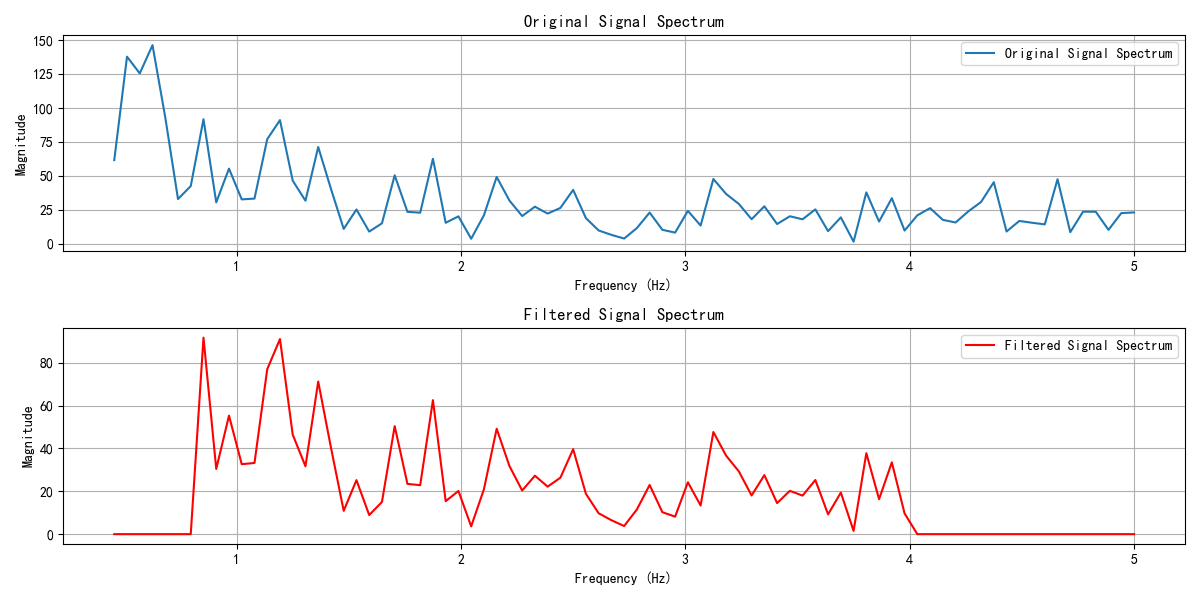 Original Signal Spectrum
150
125
100
75
50
25
0
Magnitude
Original Signal Spectrum
1 2 3 4 5
Frequency (Hz)
Filtered Signal Spectrum
80
60
40
20
0
Magnitude
Filtered Signal Spectrum
1 2 3 4 5
Frequency (Hz)